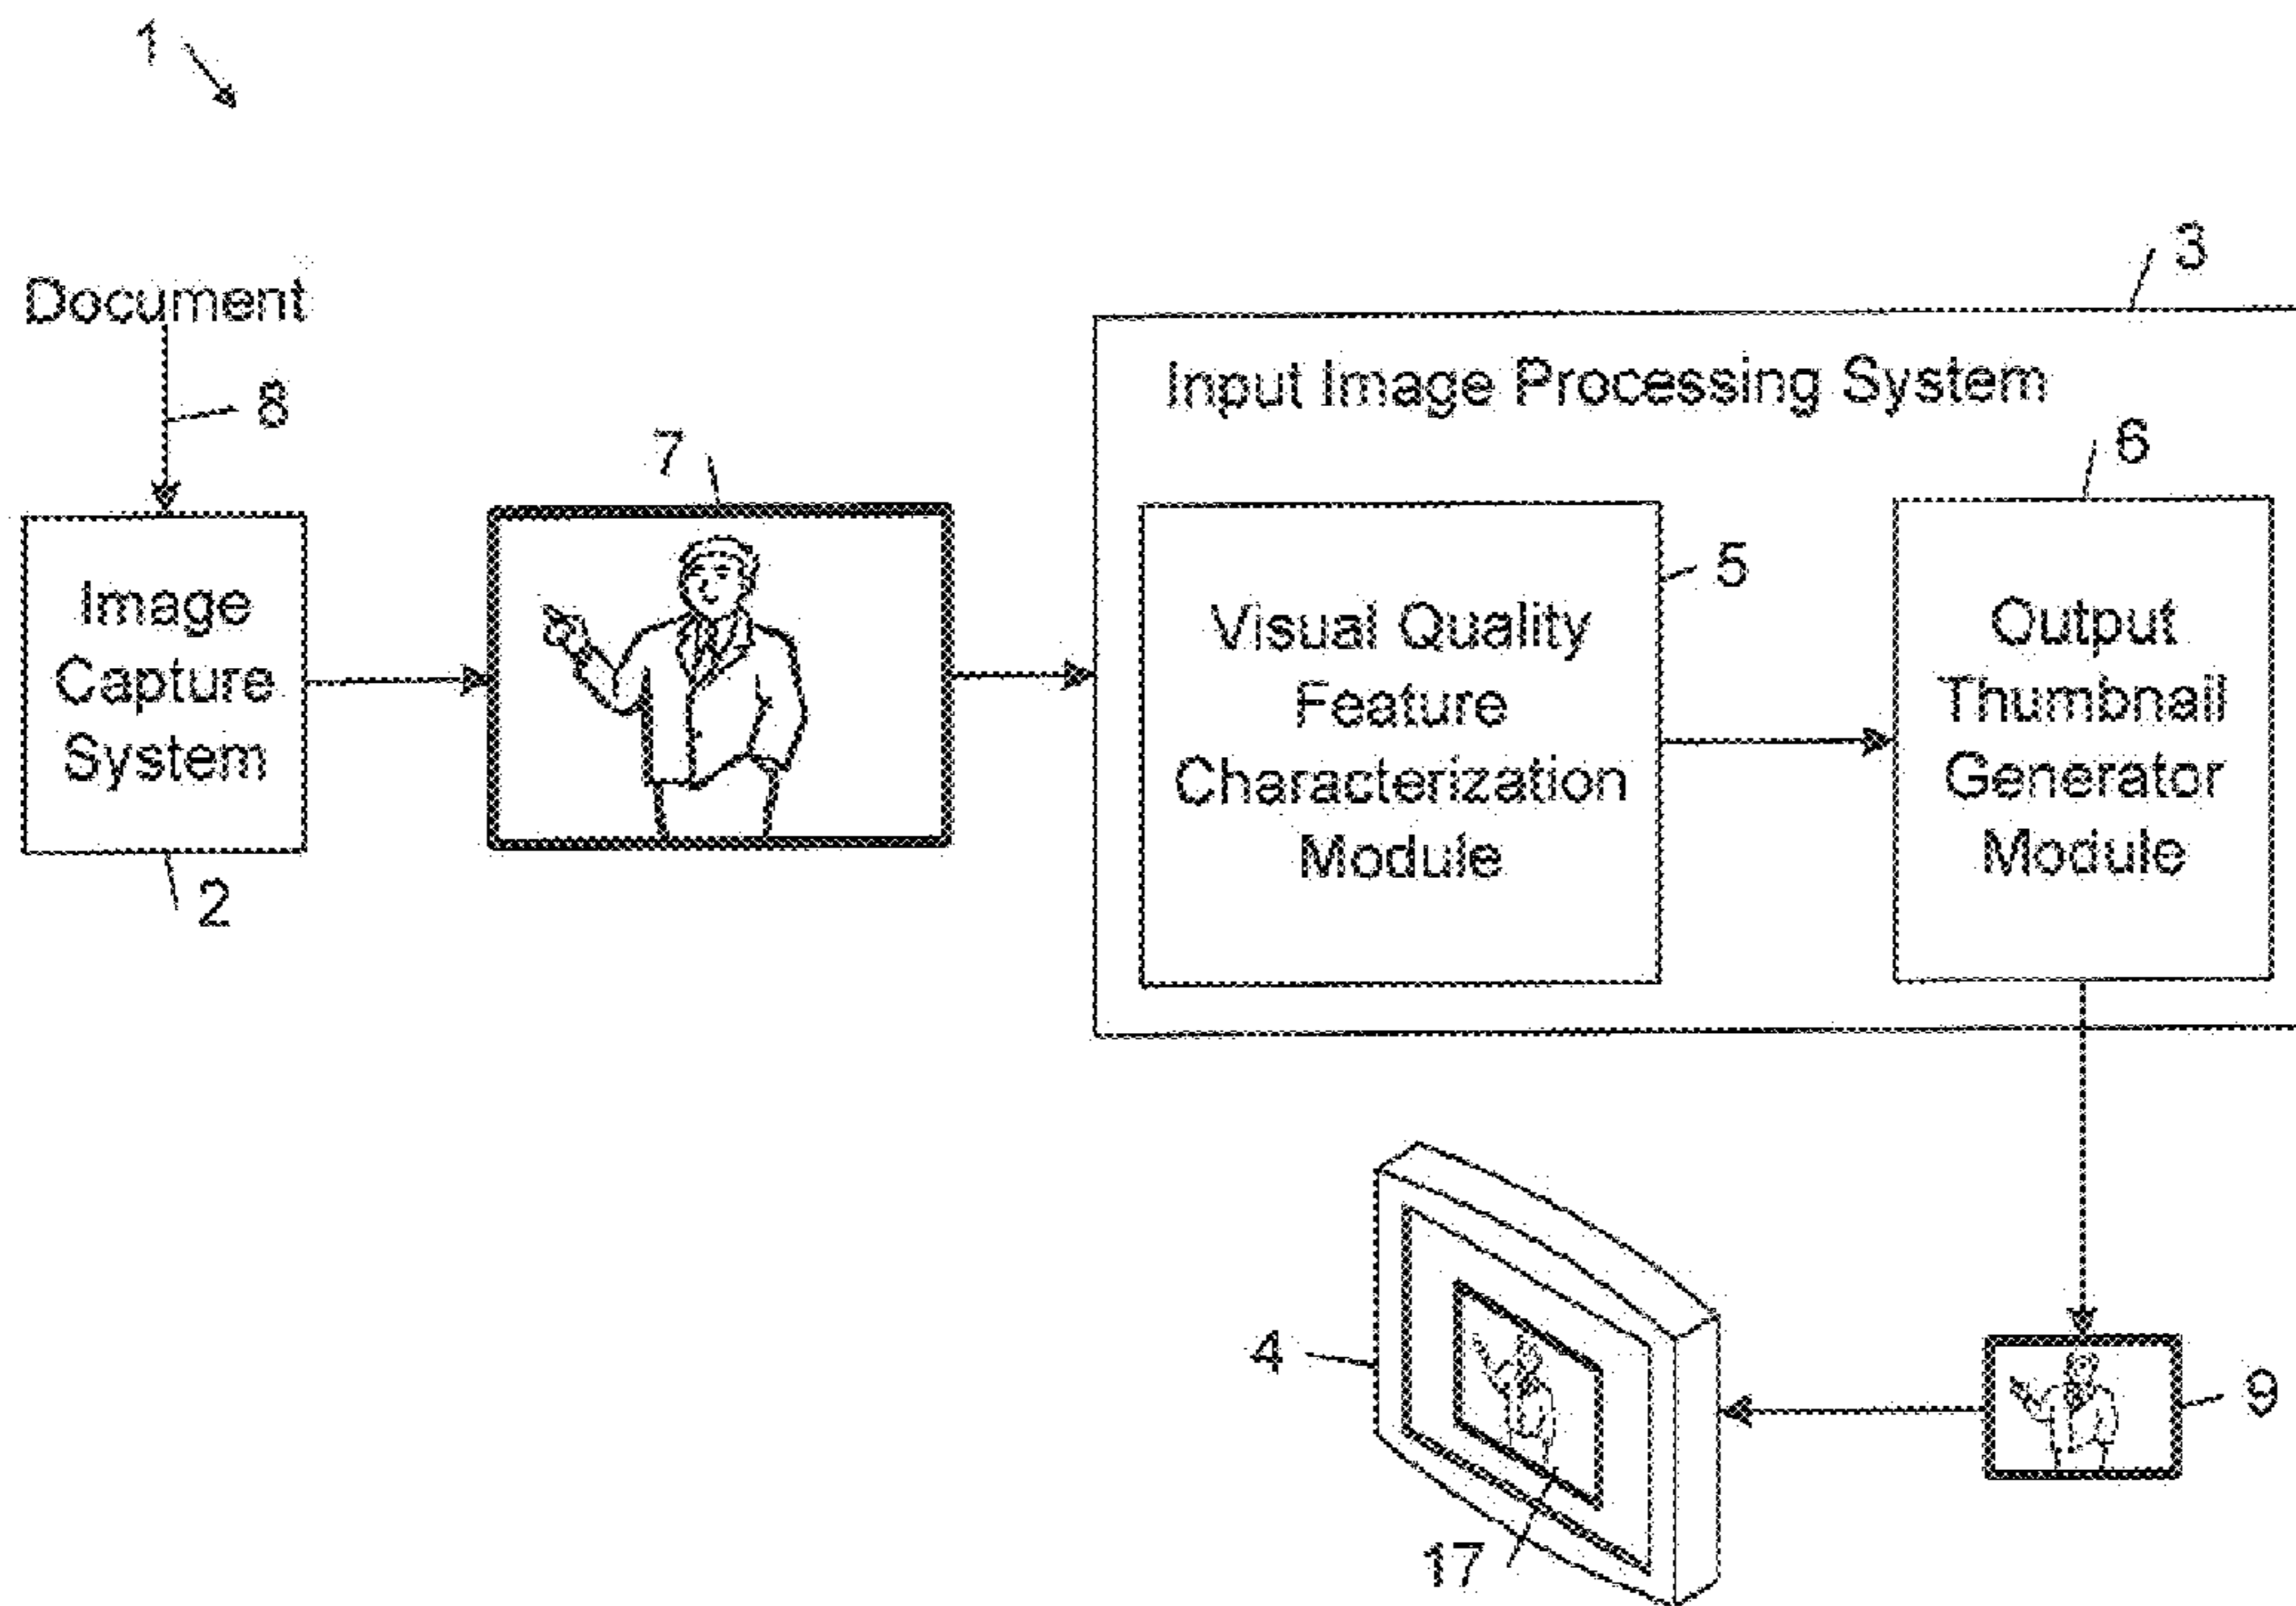 1
Document
8
Image
Capture
System
2
7
3
Input Image Processing System
5
Visual Quality
Feature
Characterization
Module
6
Output
Thumbnail
Generator
Module
4
17
9